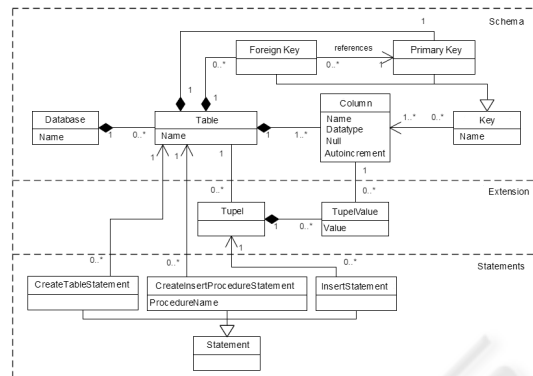 1
Schema
Foreign Key
references
Primary Key
0..*
0..*
1
1
1
Database
Name
1
0..*
Table
Name
1
1..*
Column
Name
Datatype
Null
Autoincrement
1..*
0..*
Key
Name
1
1
1
1
0..*
0..*
Extension
Tupel
1
0..*
TupelValue
Value
1
0..*
0..*
0..*
Statements
CreateTableStatement
CreateInsertProcedureStatement
ProcedureName
InsertStatement
Statement